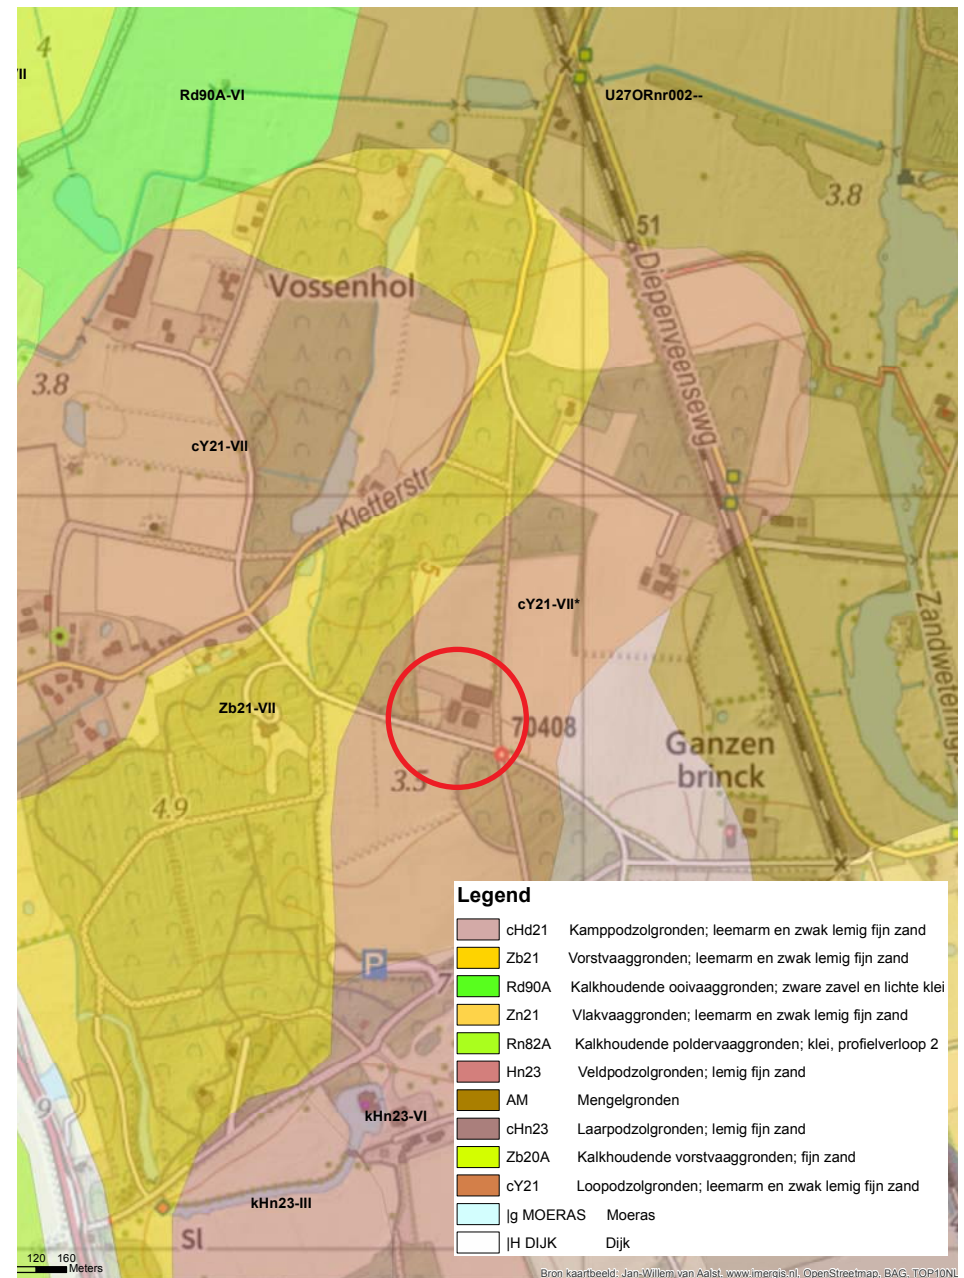 4
/II
Rd90A-VI
U27ORnr002--
3.8
51
Diepenveensewg
Vossenhol
3.8
cY21-VII
Kletterstr
5
cY21-VII*
Zandwetering
Zb21-VII
70408
Ganzen
brinck
3.5
4.9
P
9
kHn23-VI
kHn23-III
Sl
Legend
cHd21 Kamppodzolgronden; leemarm en zwak lemig fijn zand
Zb21 Vorstvaaggronden; leemarm en zwak lemig fijn zand
Rd90A Kalkhoudende ooivaaggronden; zware zavel en lichte klei
Zn21 Vlakvaaggronden; leemarm en zwak lemig fijn zand
Rn82A Kalkhoudende poldervaaggronden; klei, profielverloop 2
Hn23 Veldpodzolgronden; lemig fijn zand
AM Mengelgronden
cHn23 Laarpodzolgronden; lemig fijn zand
Zb20A Kalkhoudende vorstvaaggronden; fijn zand
cY21 Loopodzolgronden; leemarm en zwak lemig fijn zand
|g MOERAS Moeras
|H DIJK Dijk
120 160
Meters
Bron kaartbeeld: Jan-Willem van Aalst, www.imergis.nl, OpenStreetmap, BAG, TOP10NL